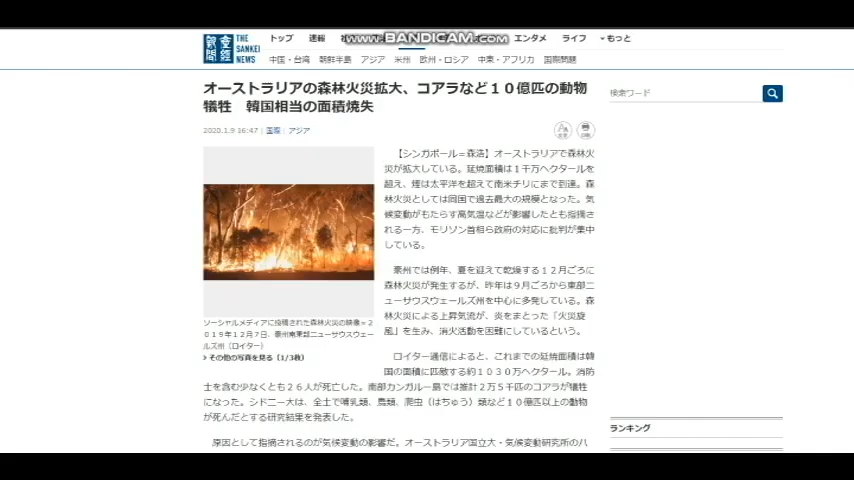 www.BANDICAM.com
産経
新聞
THE
SANKEI
NEWS
トップ
速報
エンタメ
ライフ
もっと
中国・台湾
朝鮮半島
アジア
米州
欧州・ロシア
中東・アフリカ
国際問題
オーストラリアの森林火災拡大、コアラなど１０億匹の動物
犠牲　韓国相当の面積焼失
検索ワード
2020.1.9 16:47
国際
アジア
【シンガポール＝森浩】オーストラリアで森林火
災が拡大している。延焼面積は１千万ヘクタールを
超え、煙は太平洋を超えて南米チリにまで到達。森
林火災としては同国で過去最大の規模となった。気
候変動がもたらす高気温などが影響したとも指摘さ
れる一方、モリソン首相ら政府の対応に批判が集中
している。
豪州では例年、夏を迎えて乾燥する１２月ごろに
森林火災が発生するが、昨年は９月ごろから東部ニ
ューサウスウェールズ州を中心に多発している。森
林火災による上昇気流が、炎をまとった「火災旋
風」を生み、消火活動を困難にしているという。
ソーシャルメディアに投稿された森林火災の映像＝２
０１９年１２月７日、豪州南東部ニューサウスウェー
ルズ州（ロイター）
その他の写真を見る（1/3枚）
ロイター通信によると、これまでの延焼面積は韓
国の面積に匹敵する約１０３０万ヘクタール。消防
士を含む少なくとも２６人が死亡した。南部カンガルー島では推計２万５千匹のコアラが犠牲
になった。シドニー大は、全土で哺乳類、鳥類、爬虫（はちゅう）類など１０億匹以上の動物
が死んだとする研究結果を発表した。
原因として指摘されるのが気候変動の影響だ。オーストラリア国立大・気候変動研究所のハ
ランキング